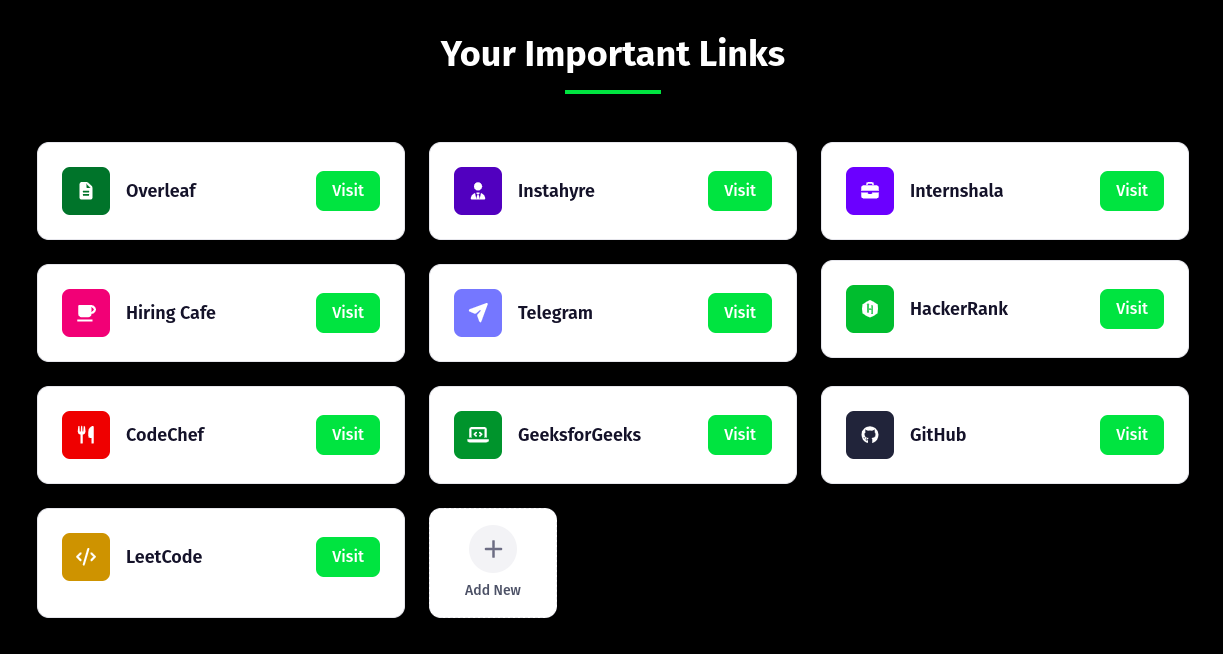 Your Important Links
Overleaf
Visit
Instahyre
Visit
Internshala
Visit
Hiring Cafe
Visit
Telegram
Visit
HackerRank
Visit
CodeChef
Visit
GeeksforGeeks
Visit
GitHub
Visit
LeetCode
Visit
Add New